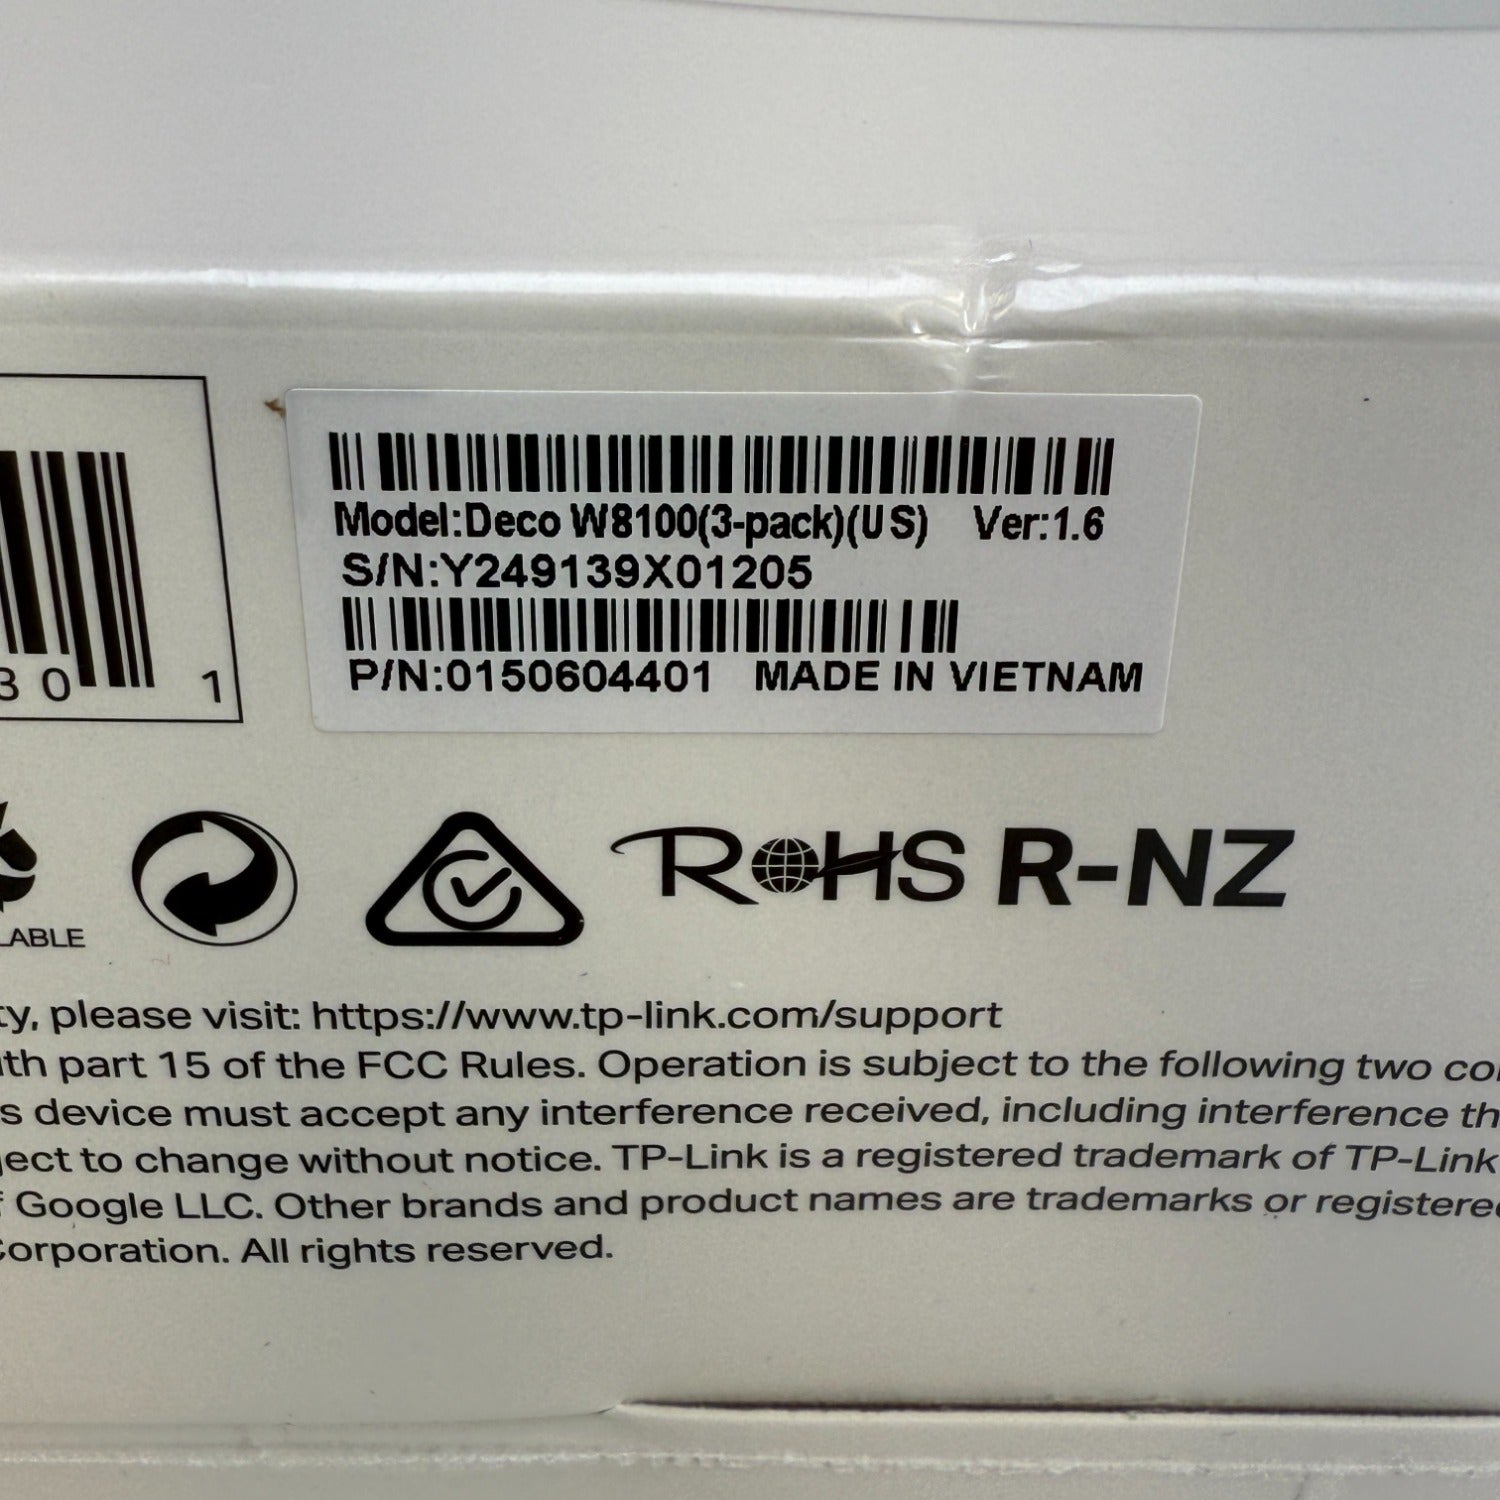 Model:Deco W8100(3-pack)(US) Ver:1.6
S/N:Y249139X01205
P/N:0150604401 MADE IN VIETNAM
30 1
LABLE
RoHS R-NZ
ty, please visit: https://www.tp-link.com/support
ith part 15 of the FCC Rules. Operation is subject to the following two co
s device must accept any interference received, including interference th
ject to change without notice. TP-Link is a registered trademark of TP-Link
f Google LLC. Other brands and product names are trademarks or registere
Corporation. All rights reserved.